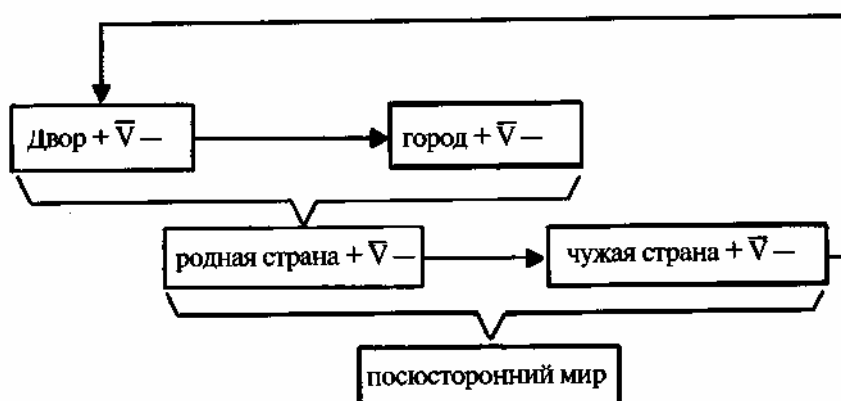 Двор + V̅ —
город + V̅ —
родная страна + V̅ —
чужая страна + V̅ —
посюсторонний мир